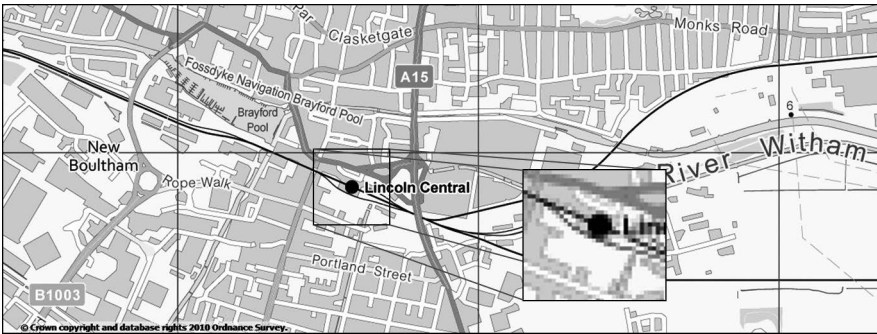 Par
Clasketgate
Monks Road
Fossdyke Navigation Brayford Pool
A15
Brayford
Pool
6
New
Boultham
River Witham
Rope Walk
Lincoln Central
Portland Street
B1003
© Crown copyright and database rights 2010 Ordnance Survey.